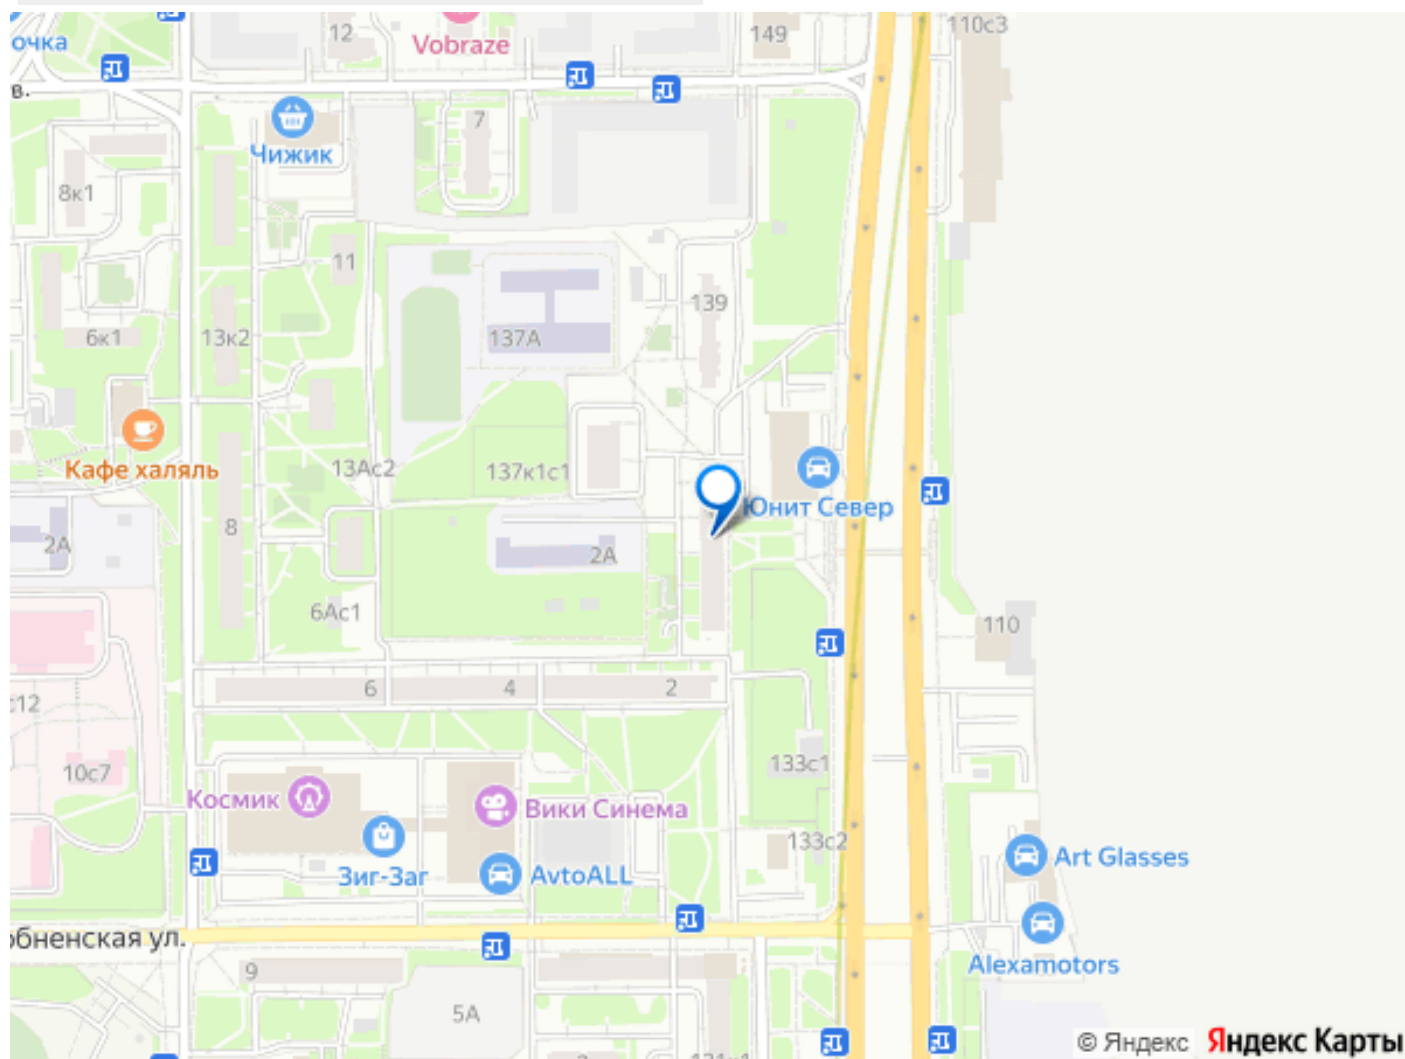 12
149
110с3
очка
Vobraze
в.
7
Чижик
8к1
11
139
6к1
13к2
137А
Кафе халяль
13Ас2
137к1с1
Юнит Север
8
2А
2А
6Ас1
110
6
4
2
с12
133с1
10с7
Космик
Вики Синема
133с2
Зиг-Заг
AvtoALL
Art Glasses
обненская ул.
Alexamotors
9
5А
© Яндекс Яндекс Карты